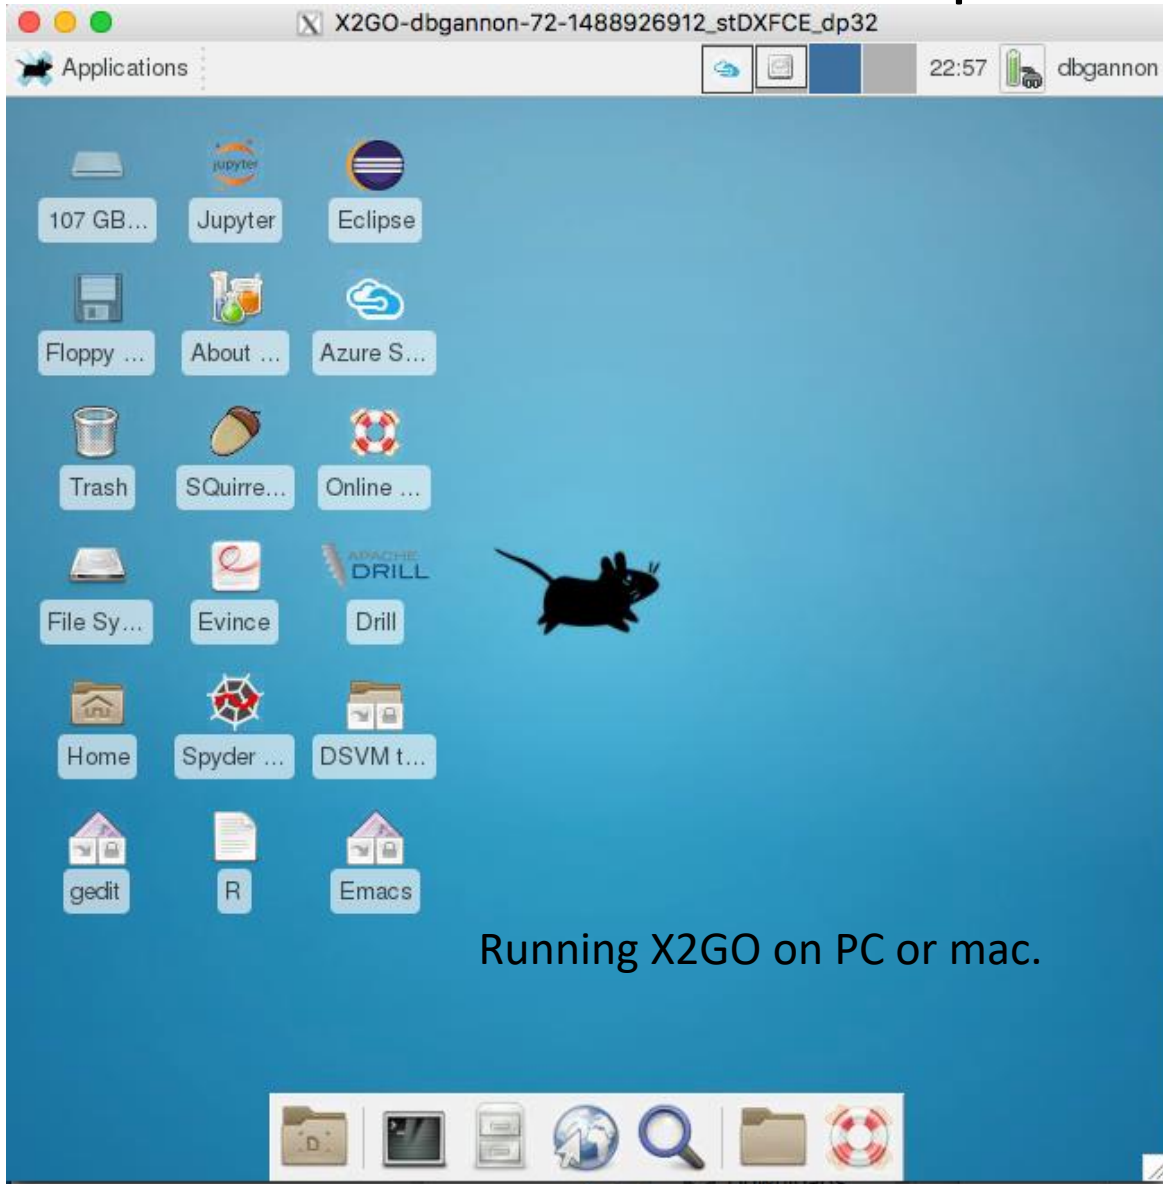 X2GO-dbgannon-72-1488926912_stDXFCE_dp32
Applications 22:57 dbgannon
jupyter
107 GB... Jupyter Eclipse
Floppy ... About ... Azure S...
Trash SQuirre... Online ...
APACHE
DRILL
File Sy... Evince Drill
Home Spyder ... DSVM t...
gedit R Emacs
Running X2GO on PC or mac.
D